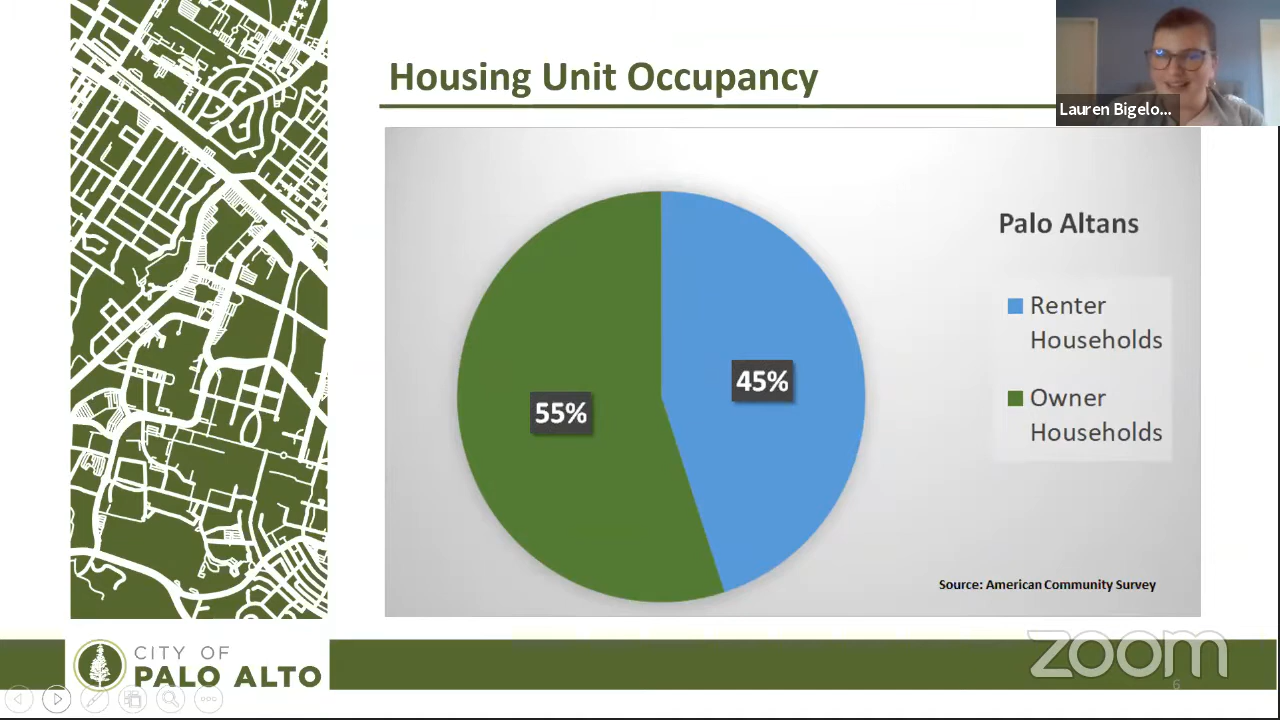 Housing Unit Occupancy
Lauren Bigelo...
Palo Altans
Renter
Households
45%
55%
Owner
Households
Source: American Community Survey
CITY OF
PALO ALTO
zoom
6